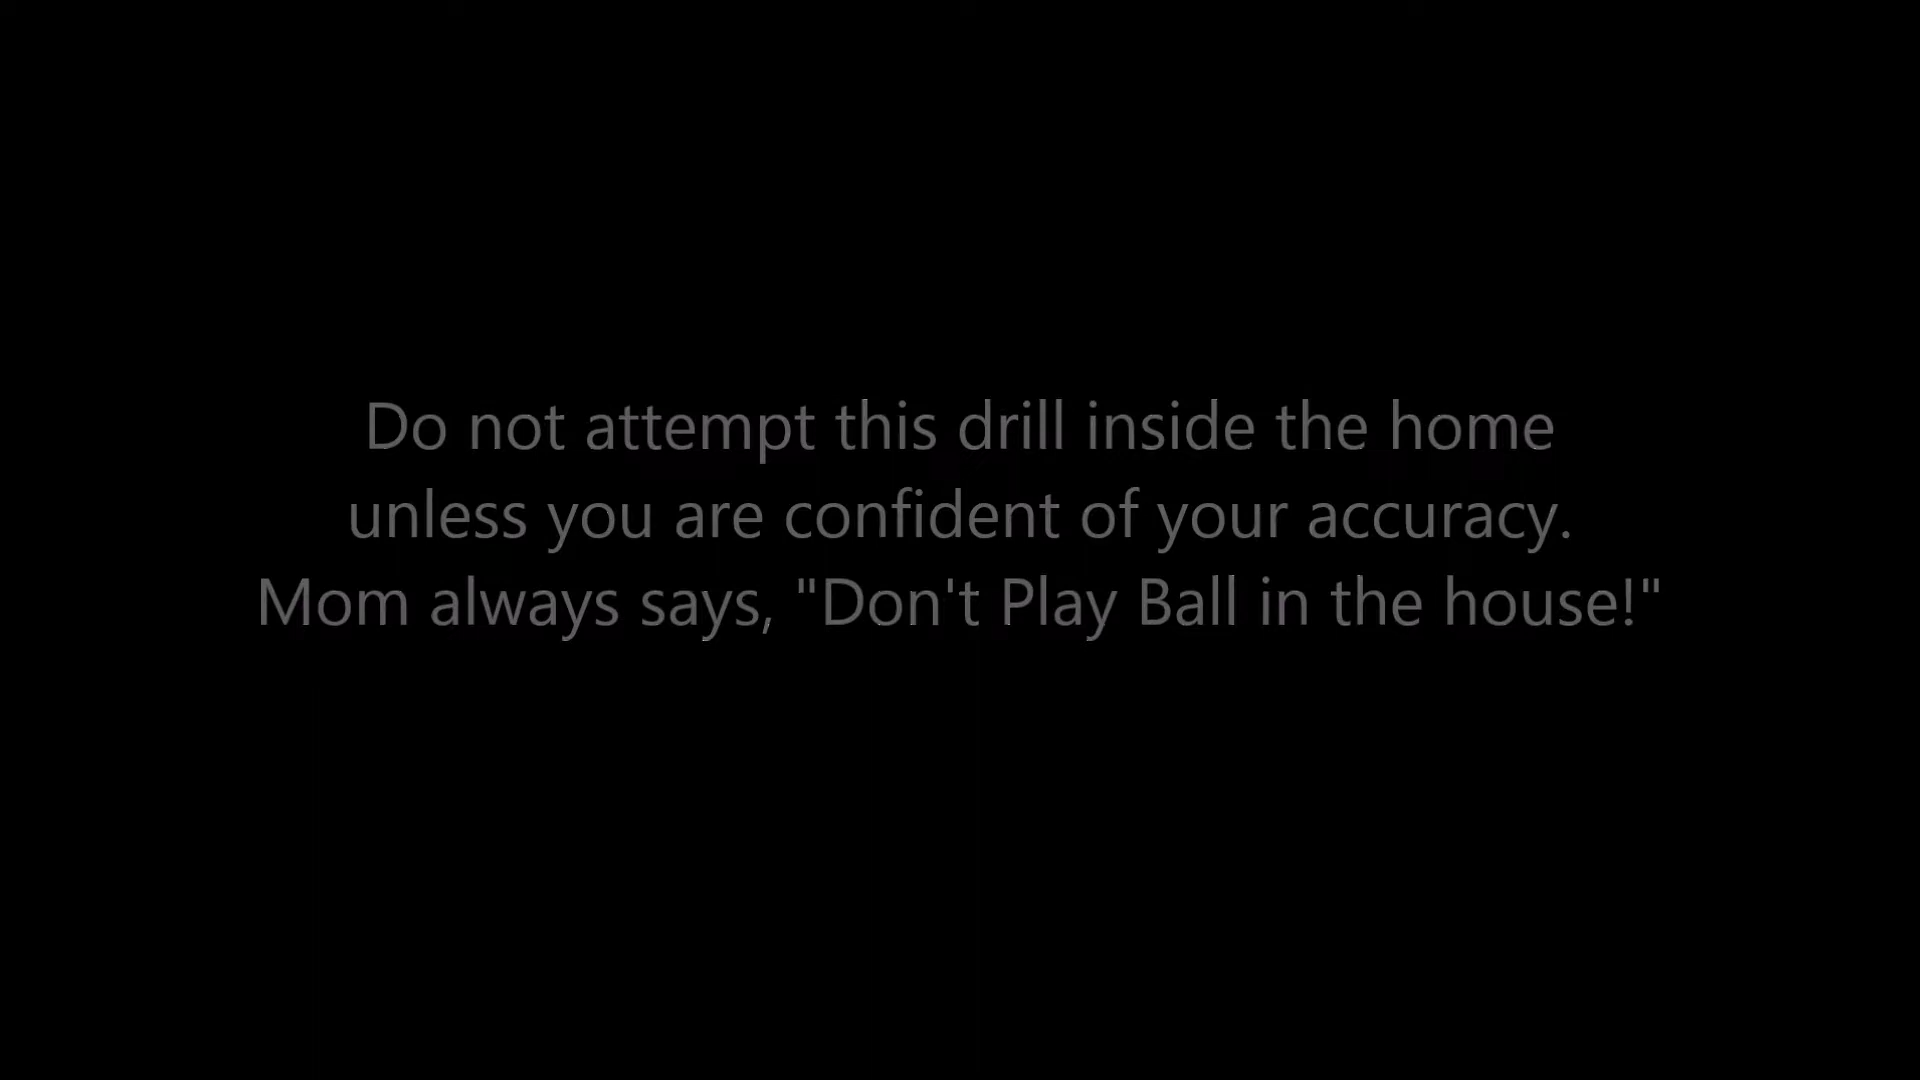 Do not attempt this drill inside the home
unless you are confident of your accuracy.
Mom always says, "Don't Play Ball in the house!"